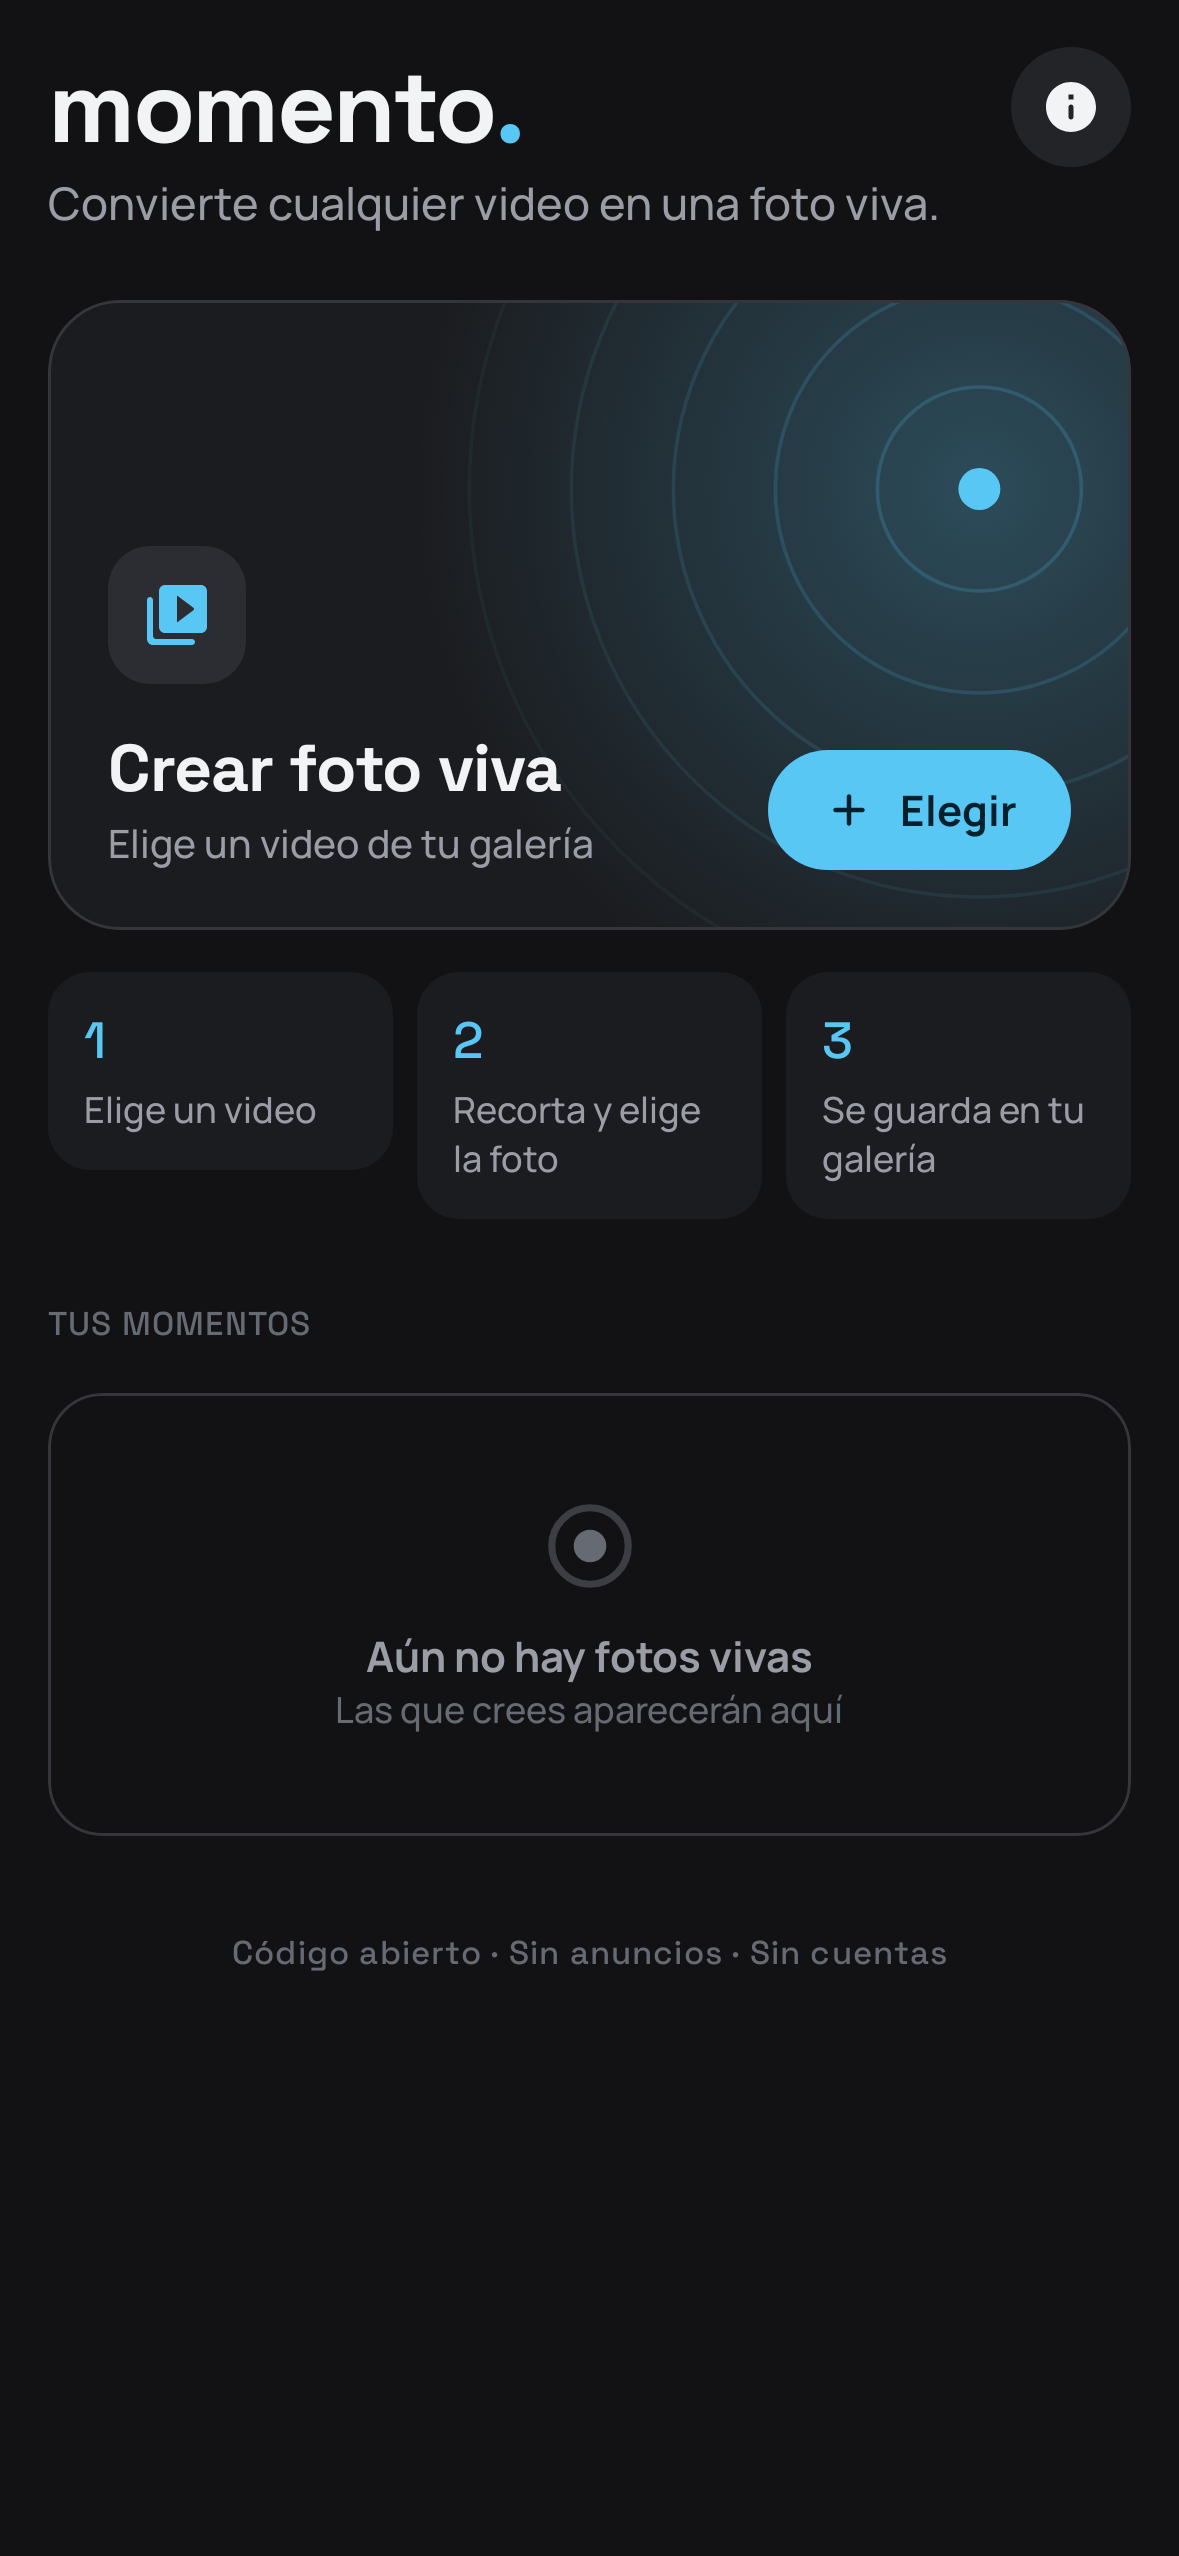 momento.
Convierte cualquier video en una foto viva.
Crear foto viva
Elige un video de tu galería
+ Elegir
1
Elige un video
2
Recorta y elige
la foto
3
Se guarda en tu
galería
TUS MOMENTOS
Aún no hay fotos vivas
Las que crees aparecerán aquí
Código abierto · Sin anuncios · Sin cuentas